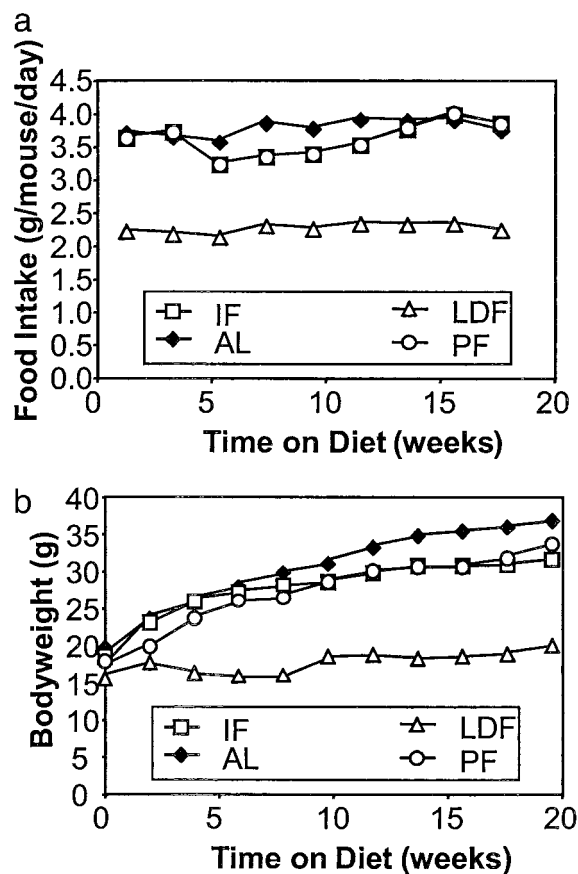 a
Food Intake (g/mouse/day)
4.5
4.0
3.5
3.0
2.5
2.0
1.5
1.0
0.5
0.0
IF
LDF
AL
PF
0 5 10 15 20
Time on Diet (weeks)
b
Bodyweight (g)
40
35
30
25
20
15
10
5
0
IF
LDF
AL
PF
0 5 10 15 20
Time on Diet (weeks)